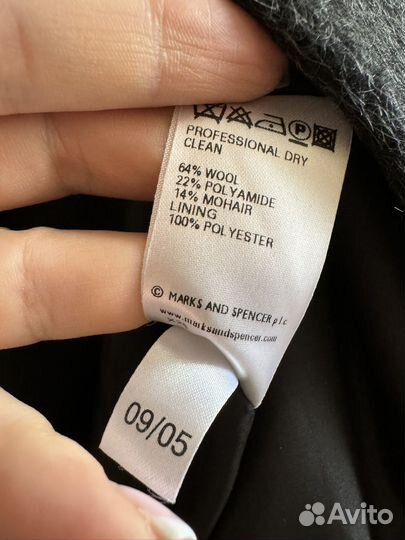 PROFESSIONAL DRY
CLEAN
64% WOOL
22% POLYAMIDE
14% MOHAIR
LINING
100% POLYESTER
© MARKS AND SPENCER plc
www.marksandspencer.com
09/05
Avito